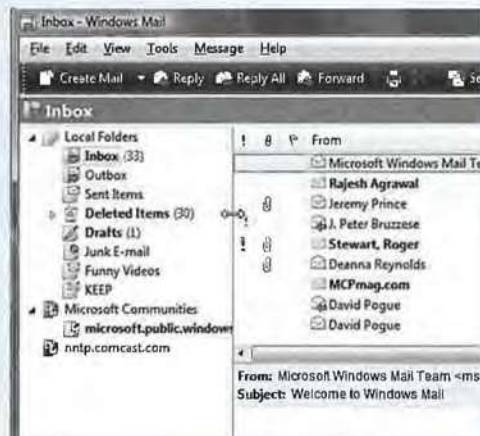 Inbox - Windows Mail
File Edit View Tools Message Help
Create Mail Reply Reply All Forward
Inbox
Local Folders
Inbox (33)
Outbox
Sent Items
Deleted Items (30)
Drafts (1)
Junk E-mail
Funny Videos
KEEP
Microsoft Communities
microsoft.public.window
nntp.comcast.com
! From
Microsoft Windows Mail Te
Rajesh Agrawal
Jeremy Prince
J. Peter Bruzzese
! Stewart, Roger
Deanna Reynolds
MCPmag.com
David Pogue
David Pogue
From: Microsoft Windows Mail Team <ms
Subject: Welcome to Windows Mail